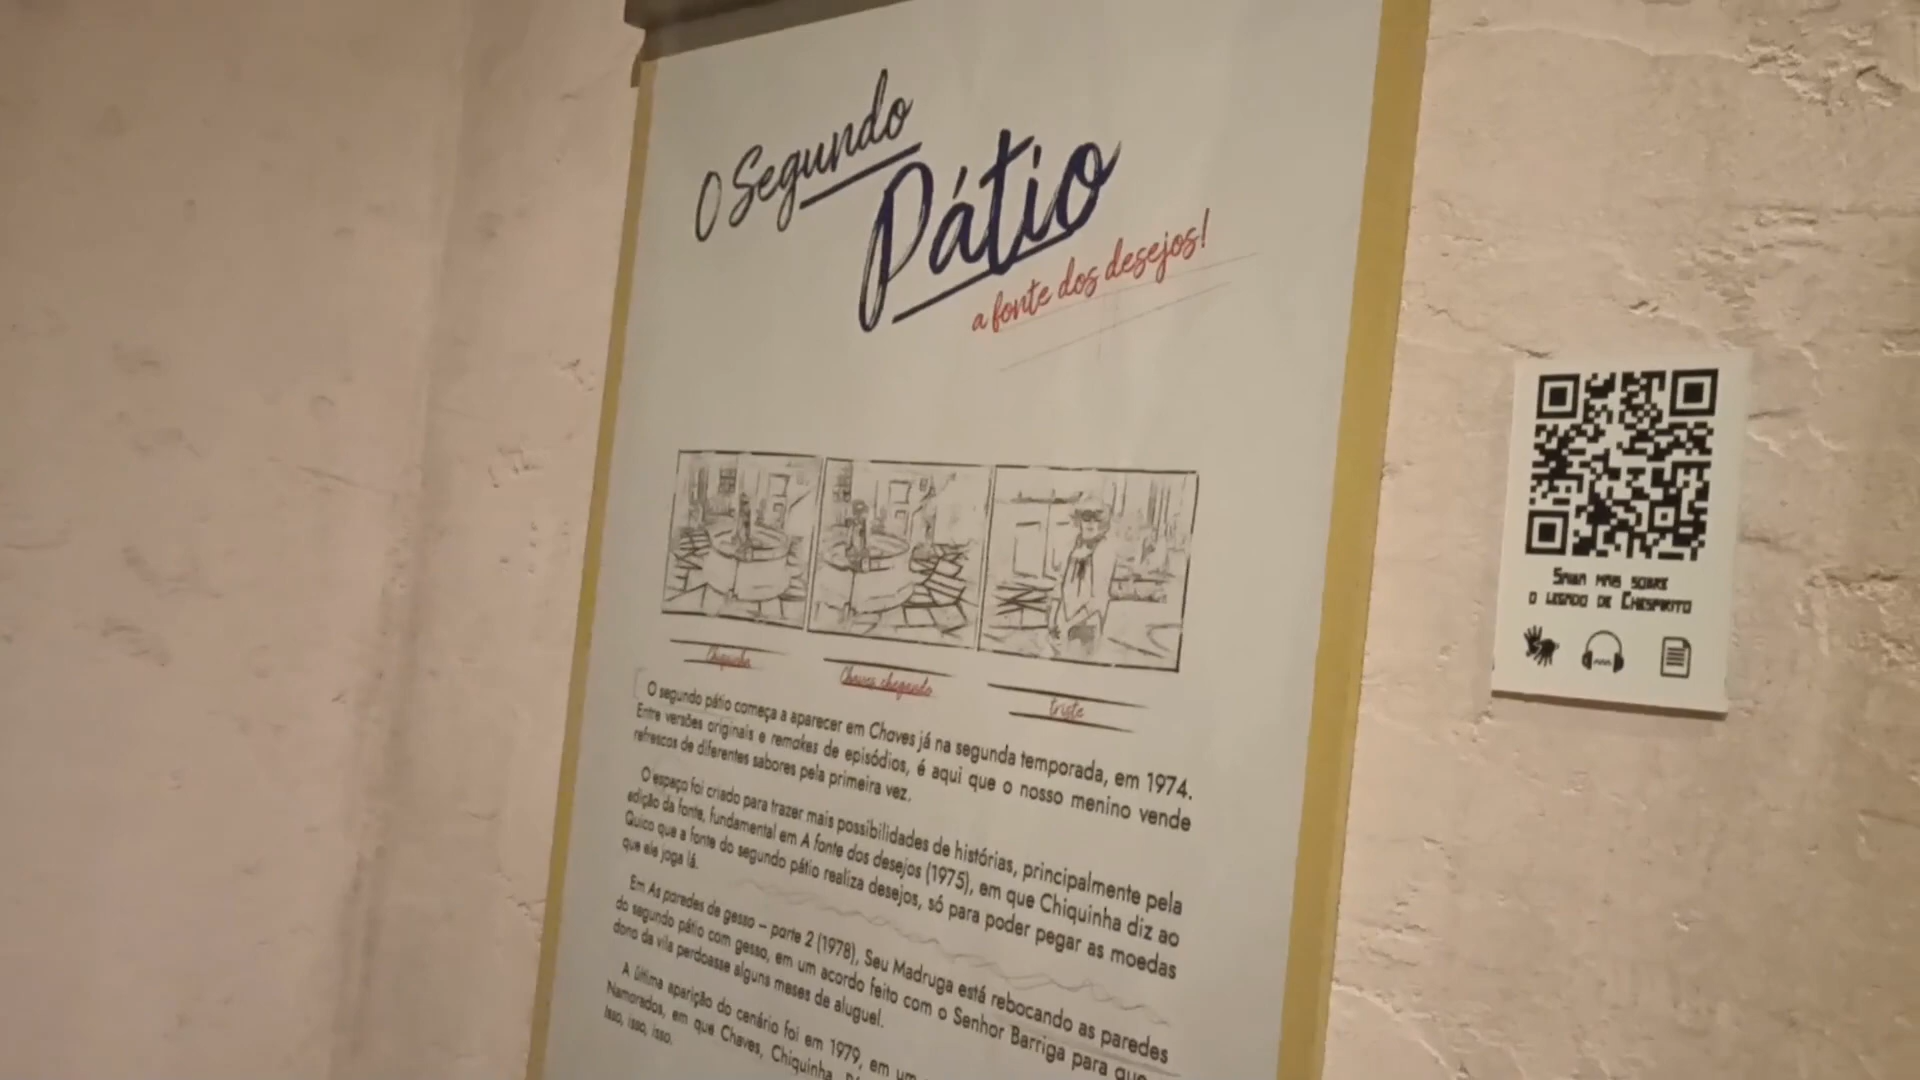 O Segundo
Pátio
a fonte dos desejos!
Chiquinha
Chaves chegando
triste
O segundo pátio começa a aparecer em Chaves já na segunda temporada, em 1974.
Entre versões originais e remakes de episódios, é aqui que o nosso menino vende
refrescos de diferentes sabores pela primeira vez.
O espaço foi criado para trazer mais possibilidades de histórias, principalmente pela
adição da fonte, fundamental em A fonte dos desejos (1975), em que Chiquinha diz ao
Quico que a fonte do segundo pátio realiza desejos, só para poder pegar as moedas
que ele joga lá.
Em As paredes de gesso – parte 2 (1978), Seu Madruga está rebocando as paredes
do segundo pátio com gesso, em um acordo feito com o Senhor Barriga para que
dono da vila perdoasse alguns meses de aluguel.
A última aparição do cenário foi em 1979, em um
Namorados, em que Chaves, Chiquinha,
Isso, isso, isso.
Saiba mais sobre
o legado de Chespirito